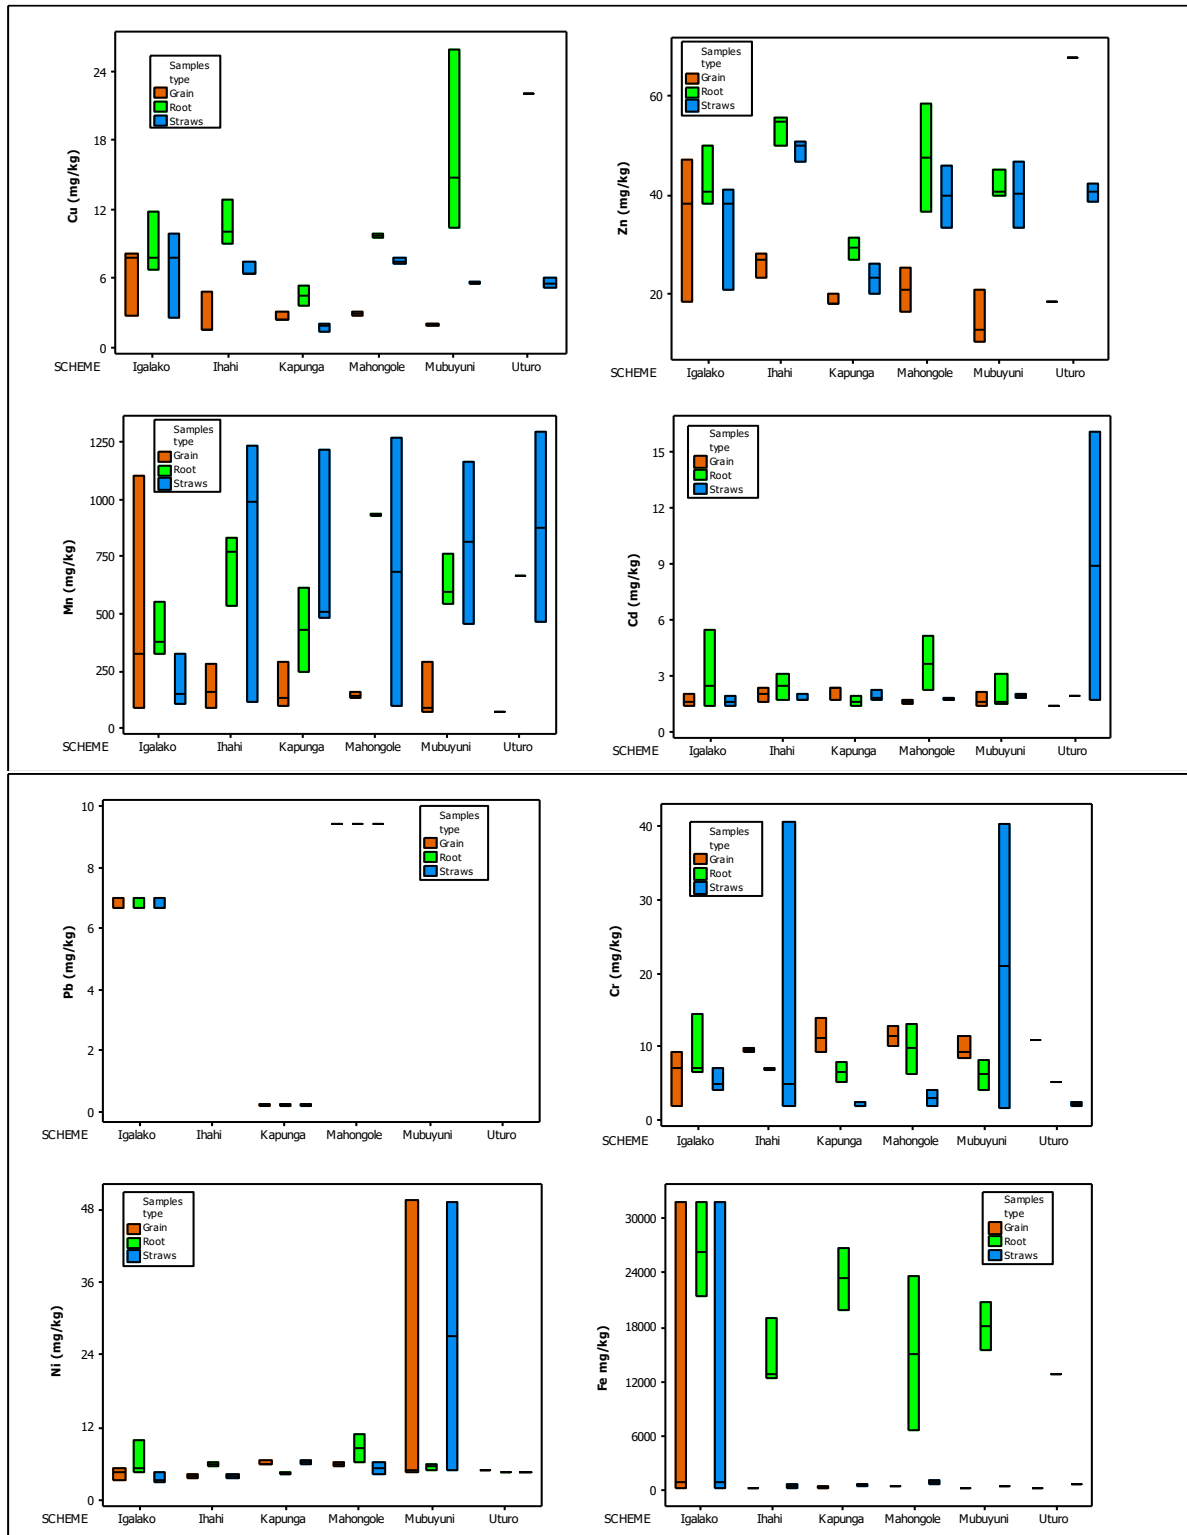 Cu (mg/kg)
24
18
12
6
0
Samples
type
Grain
Root
Straws
SCHEME Igalako Ihahi Kapunga Mahongole Mubuyuni Uturo
Zn (mg/kg)
60
40
20
Samples
type
Grain
Root
Straws
SCHEME Igalako Ihahi Kapunga Mahongole Mubuyuni Uturo
Mn (mg/kg)
1250
1000
750
500
250
0
Samples
type
Grain
Root
Straws
SCHEME Igalako Ihahi Kapunga Mahongole Mubuyuni Uturo
Cd (mg/kg)
15
12
9
6
3
0
Samples
type
Grain
Root
Straws
SCHEME Igalako Ihahi Kapunga Mahongole Mubuyuni Uturo
Pb (mg/kg)
10
8
6
4
2
0
Samples
type
Grain
Root
Straws
SCHEME Igalako Ihahi Kapunga Mahongole Mubuyuni Uturo
Cr (mg/kg)
40
30
20
10
0
Samples
type
Grain
Root
Straws
SCHEME Igalako Ihahi Kapunga Mahongole Mubuyuni Uturo
Ni (mg/kg)
48
36
24
12
0
Samples
type
Grain
Root
Straws
SCHEME Igalako Ihahi Kapunga Mahongole Mubuyuni Uturo
Fe mg/kg)
30000
24000
18000
12000
6000
0
Samples
type
Grain
Root
Straws
SCHEME Igalako Ihahi Kapunga Mahongole Mubuyuni Uturo